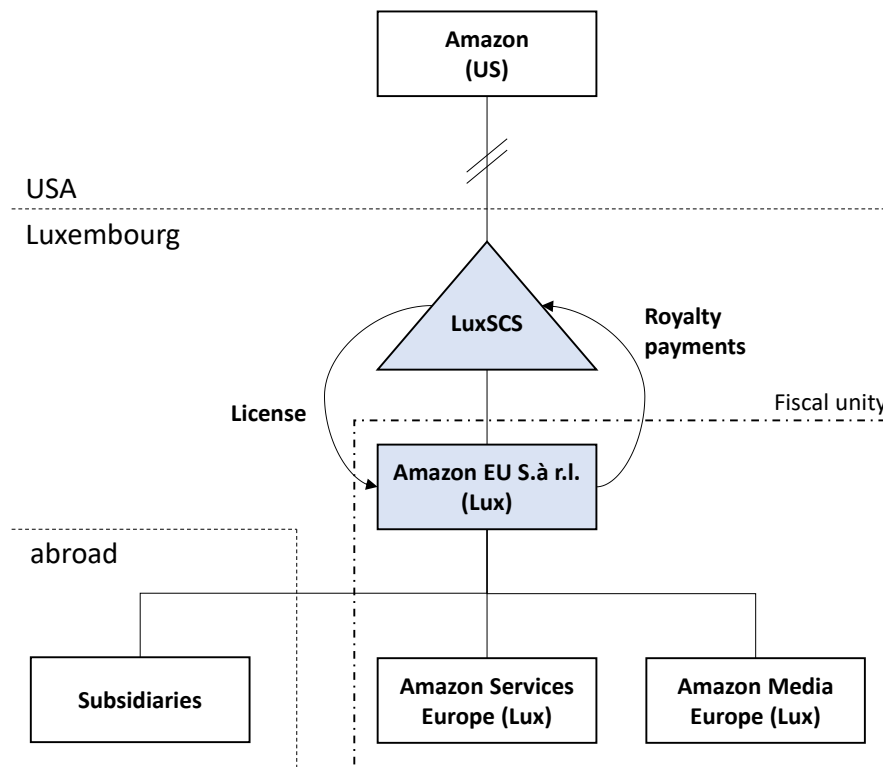 Amazon
(US)
USA
Luxembourg
LuxSCS
Royalty
payments
License
Fiscal unity
Amazon EU S.à r.l.
(Lux)
abroad
Subsidiaries
Amazon Services
Europe (Lux)
Amazon Media
Europe (Lux)